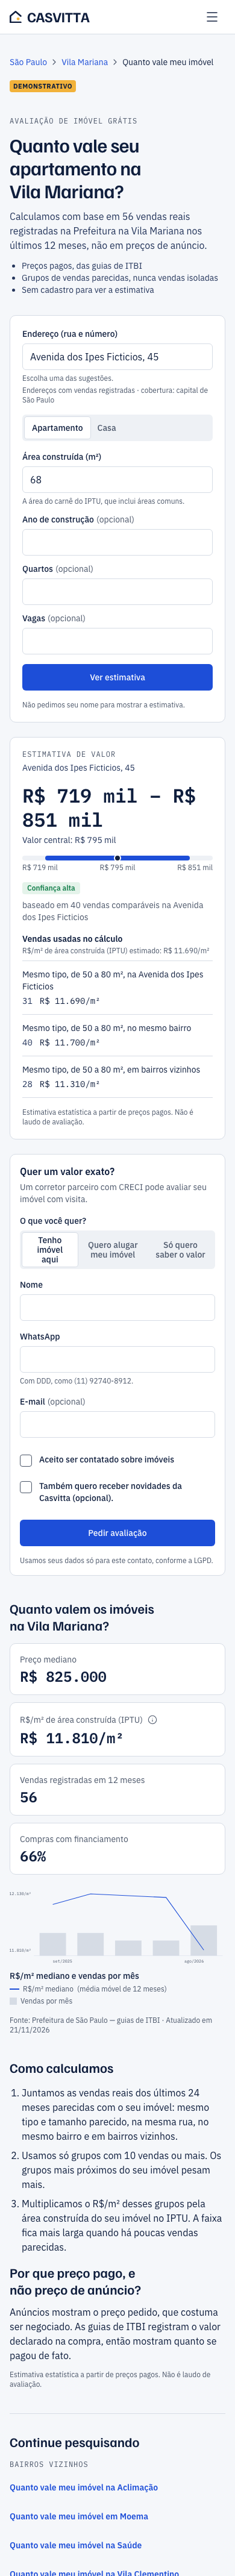 CASVITTA
São Paulo > Vila Mariana > Quanto vale meu imóvel
DEMONSTRATIVO
AVALIAÇÃO DE IMÓVEL GRÁTIS
Quanto vale seu
apartamento na
Vila Mariana?
Calculamos com base em 56 vendas reais
registradas na Prefeitura na Vila Mariana nos
últimos 12 meses, não em preços de anúncio.
• Preços pagos, das guias de ITBI
• Grupos de vendas parecidas, nunca vendas isoladas
• Sem cadastro para ver a estimativa
Endereço (rua e número)
Avenida dos Ipes Ficticios, 45
Escolha uma das sugestões.
Endereços com vendas registradas · cobertura: capital de
São Paulo
Apartamento Casa
Área construída (m²)
68
A área do carnê do IPTU, que inclui áreas comuns.
Ano de construção (opcional)
Quartos (opcional)
Vagas (opcional)
Ver estimativa
Não pedimos seu nome para mostrar a estimativa.
ESTIMATIVA DE VALOR
Avenida dos Ipes Ficticios, 45
R$ 719 mil – R$
851 mil
Valor central: R$ 795 mil
R$ 719 mil R$ 795 mil R$ 851 mil
Confiança alta
baseado em 40 vendas comparáveis na Avenida
dos Ipes Ficticios
Vendas usadas no cálculo
R$/m² de área construída (IPTU) estimado: R$ 11.690/m²
Mesmo tipo, de 50 a 80 m², na Avenida dos Ipes
Ficticios
31 R$ 11.690/m²
Mesmo tipo, de 50 a 80 m², no mesmo bairro
40 R$ 11.700/m²
Mesmo tipo, de 50 a 80 m², em bairros vizinhos
28 R$ 11.310/m²
Estimativa estatística a partir de preços pagos. Não é
laudo de avaliação.
Quer um valor exato?
Um corretor parceiro com CRECI pode avaliar seu
imóvel com visita.
O que você quer?
Tenho
imóvel
aqui
Quero alugar
meu imóvel
Só quero
saber o valor
Nome
WhatsApp
Com DDD, como (11) 92740-8912.
E-mail (opcional)
Aceito ser contatado sobre imóveis
Também quero receber novidades da
Casvitta (opcional).
Pedir avaliação
Usamos seus dados só para este contato, conforme a LGPD.
Quanto valem os imóveis
na Vila Mariana?
Preço mediano
R$ 825.000
R$/m² de área construída (IPTU)
R$ 11.810/m²
Vendas registradas em 12 meses
56
Compras com financiamento
66%
R$/m² mediano e vendas por mês
R$/m² mediano (média móvel de 12 meses)
Vendas por mês
Fonte: Prefeitura de São Paulo — guias de ITBI · Atualizado em
21/11/2026
Como calculamos
1. Juntamos as vendas reais dos últimos 24
meses parecidas com o seu imóvel: mesmo
tipo e tamanho parecido, na mesma rua, no
mesmo bairro e em bairros vizinhos.
2. Usamos só grupos com 10 vendas ou mais. Os
grupos mais próximos do seu imóvel pesam
mais.
3. Multiplicamos o R$/m² desses grupos pela
área construída do seu imóvel no IPTU. A faixa
fica mais larga quando há poucas vendas
parecidas.
Por que preço pago, e
não preço de anúncio?
Anúncios mostram o preço pedido, que costuma
ser negociado. As guias de ITBI registram o valor
declarado na compra, então mostram quanto se
pagou de fato.
Estimativa estatística a partir de preços pagos. Não é laudo de
avaliação.
Continue pesquisando
BAIRROS VIZINHOS
Quanto vale meu imóvel na Aclimação
Quanto vale meu imóvel em Moema
Quanto vale meu imóvel na Saúde
Quanto vale meu imóvel na Vila Clementino